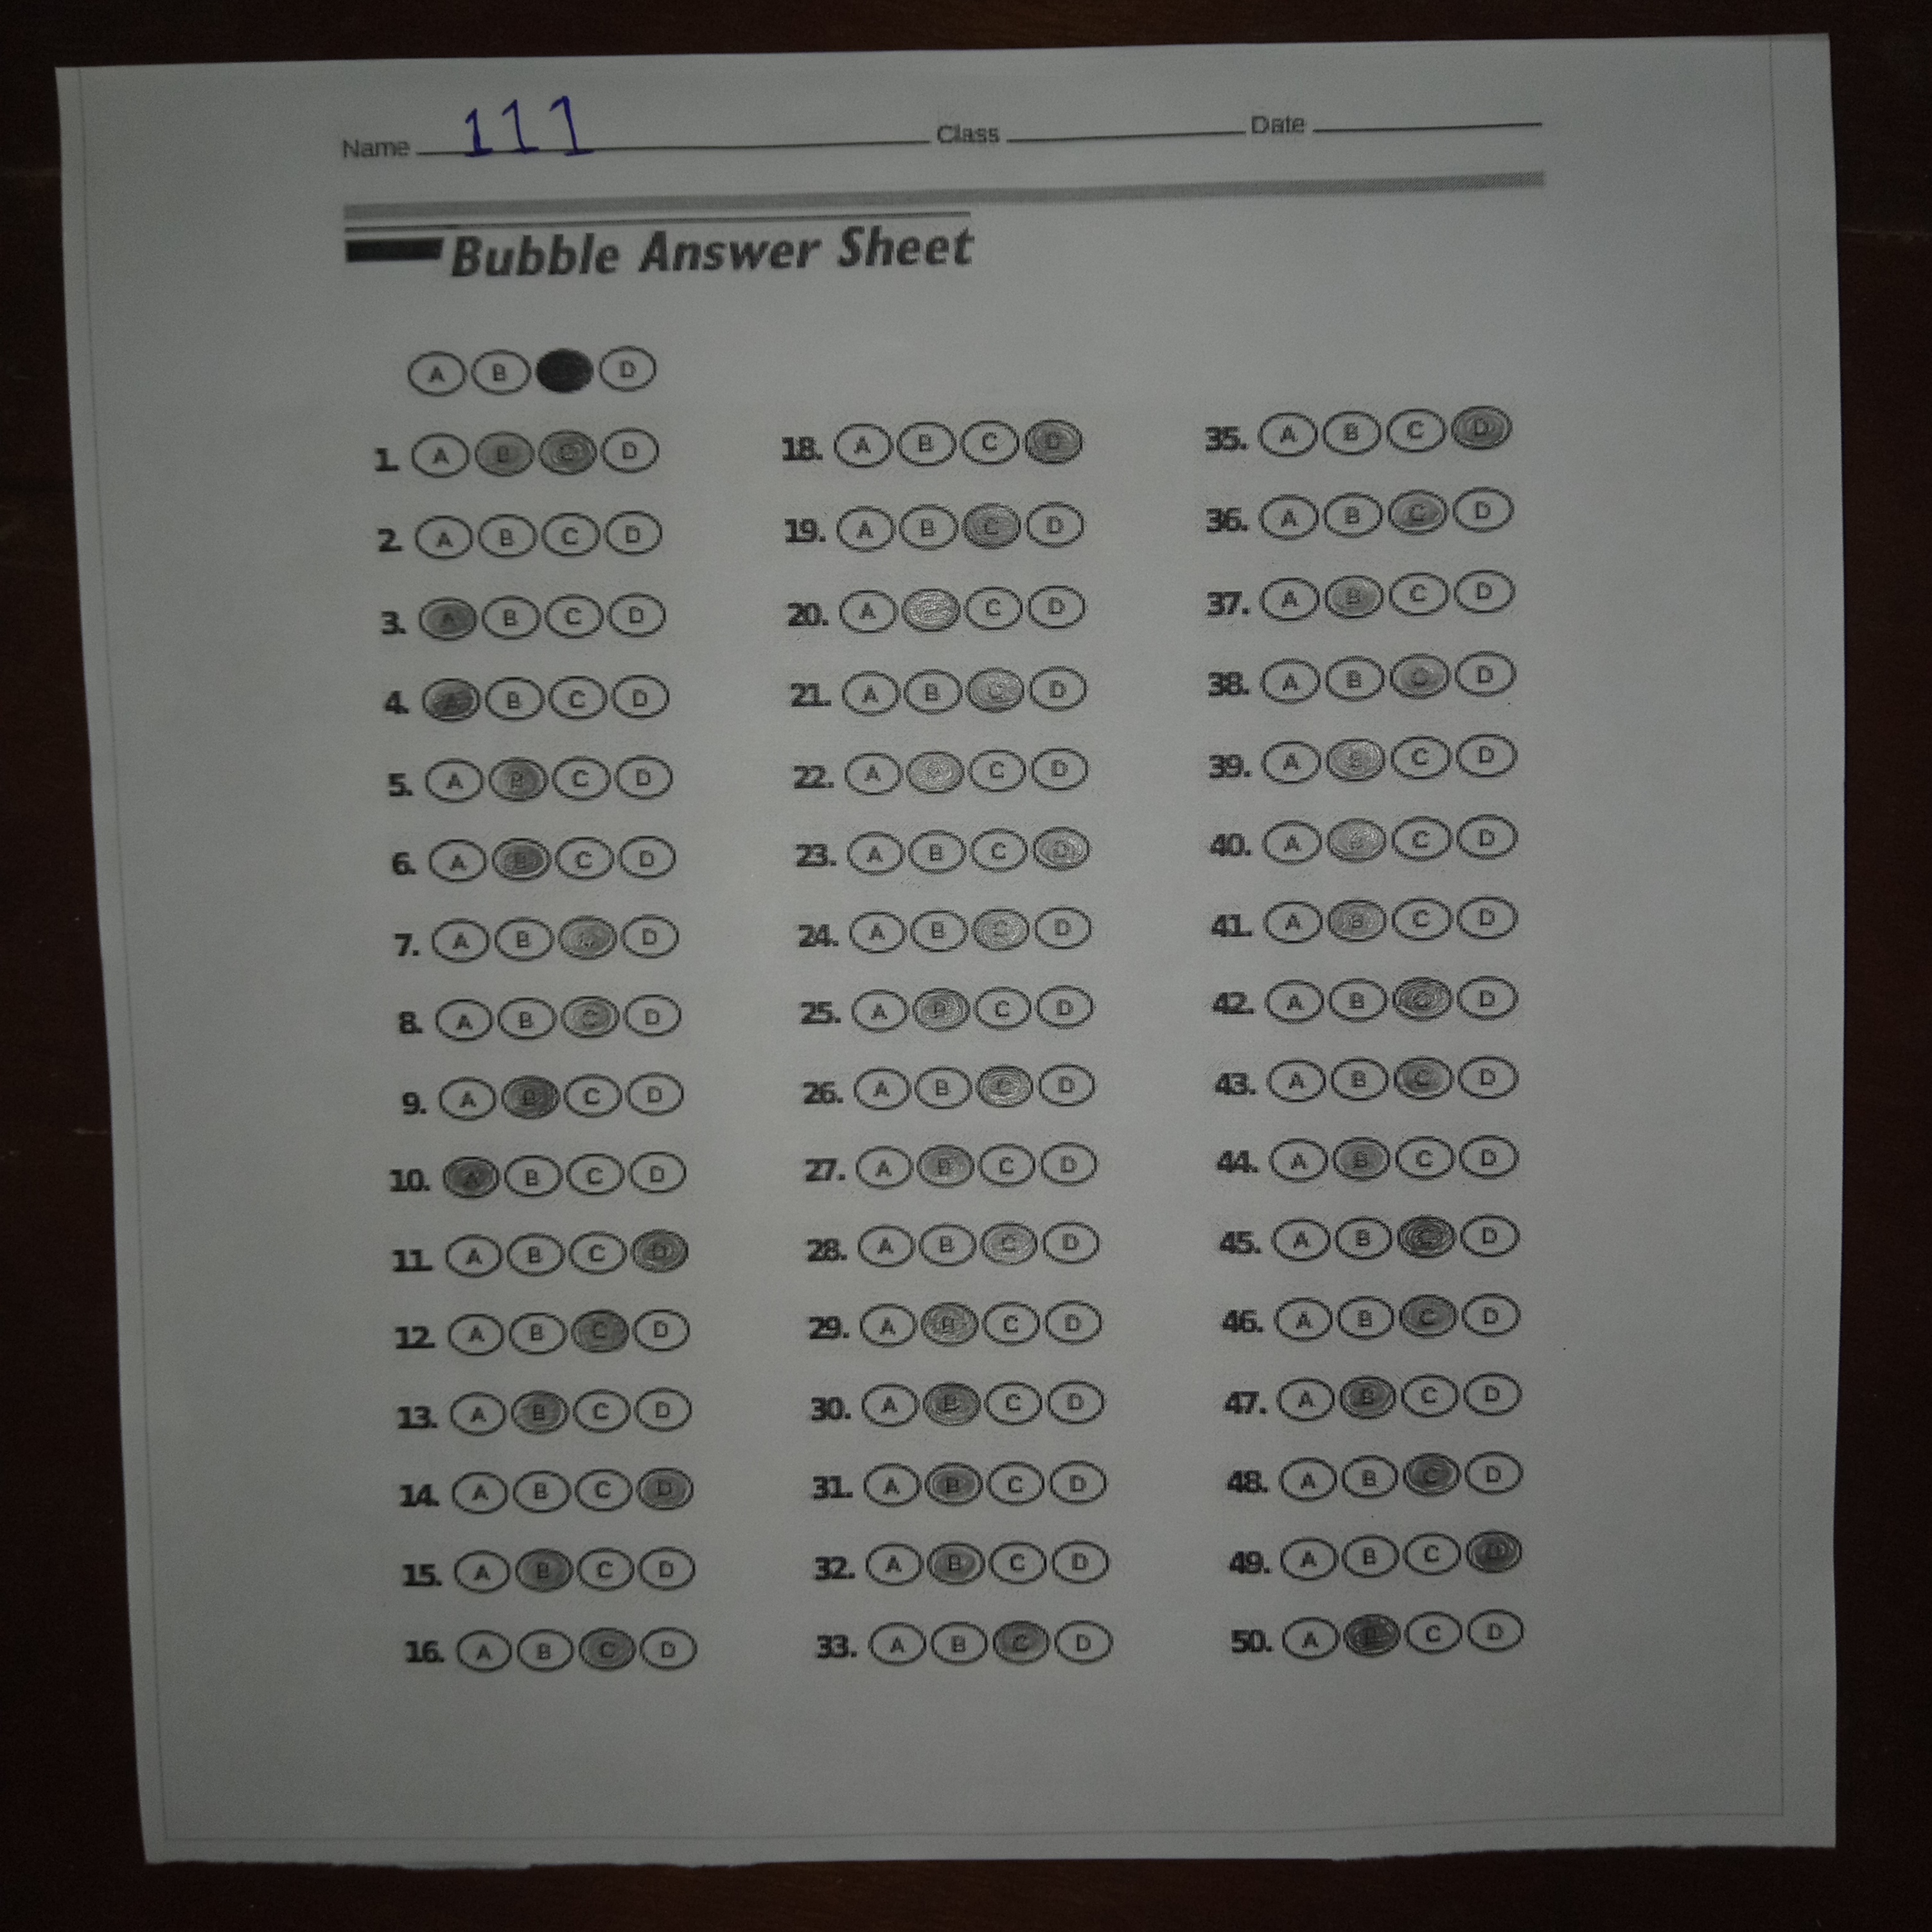 Name 111 Class Date
Bubble Answer Sheet
A B D
1. A B C D
2. A B C D
3. A B C D
4. A B C D
5. A B C D
6. A B C D
7. A B C D
8. A B C D
9. A B C D
10. A B C D
11. A B C D
12. A B C D
13. A B C D
14. A B C D
15. A B C D
16. A B C D
18. A B C D
19. A B C D
20. A C D
21. A B C D
22. A B C D
23. A B C D
24. A B C D
25. A B C D
26. A B C D
27. A B C D
28. A B C D
29. A B C D
30. A B C D
31. A B C D
32. A B C D
33. A B C D
35. A B C D
36. A B C D
37. A B C D
38. A B C D
39. A B C D
40. A B C D
41. A B C D
42. A B C D
43. A B C D
44. A B C D
45. A B C D
46. A B C D
47. A B C D
48. A B C D
49. A B C D
50. A B C D